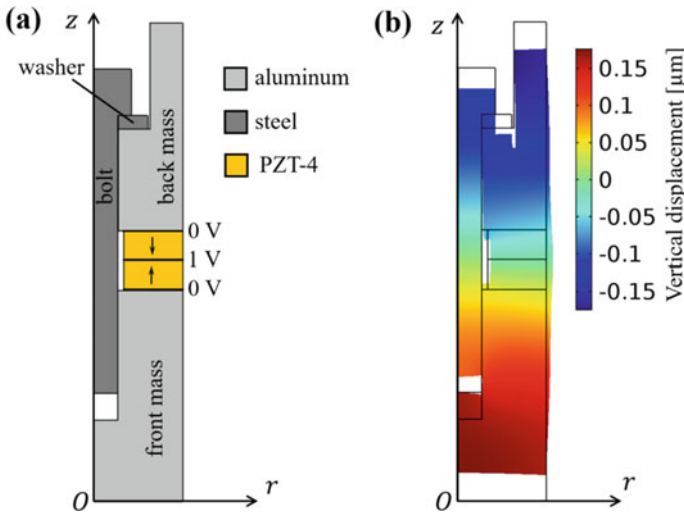 (a)
z
washer
bolt
back mass
front mass
aluminum
steel
PZT-4
0 V
1 V
0 V
O
r
(b)
z
0.15
0.1
0.05
0
-0.05
-0.1
-0.15
Vertical displacement [μm]
O
r